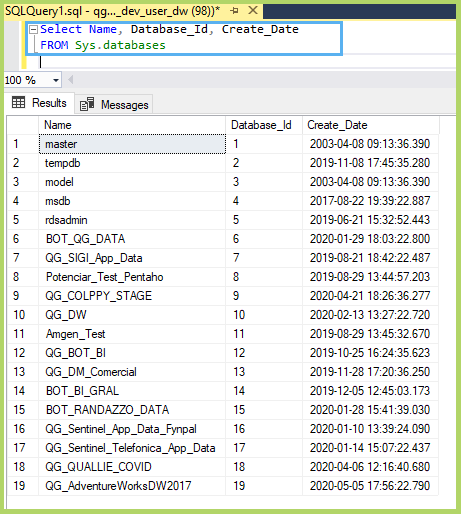 SQLQuery1.sql - qg..._dev_user_dw (98))*
Select Name, Database_Id, Create_Date
FROM Sys.databases
100 %
Results Messages
Name Database_Id Create_Date
1 master 1 2003-04-08 09:13:36.390
2 tempdb 2 2019-11-08 17:45:35.280
3 model 3 2003-04-08 09:13:36.390
4 msdb 4 2017-08-22 19:39:22.887
5 rdsadmin 5 2019-06-21 15:32:52.443
6 BOT_QG_DATA 6 2020-01-29 18:03:22.800
7 QG_SIGI_App_Data 7 2019-08-21 18:42:22.487
8 Potenciar_Test_Pentaho 8 2019-08-29 13:44:57.203
9 QG_COLPPY_STAGE 9 2020-04-21 18:26:36.277
10 QG_DW 10 2020-02-13 13:27:22.720
11 Amgen_Test 11 2019-08-29 13:45:32.670
12 QG_BOT_BI 12 2019-10-25 16:24:35.623
13 QG_DM_Comercial 13 2019-11-28 17:20:36.250
14 BOT_BI_GRAL 14 2019-12-05 12:45:03.173
15 BOT_RANDAZZO_DATA 15 2020-01-28 15:41:39.030
16 QG_Sentinel_App_Data_Fynpal 16 2020-01-10 13:39:24.090
17 QG_Sentinel_Telefonica_App_Data 17 2020-01-14 15:07:22.437
18 QG_QUALLIE_COVID 18 2020-04-06 12:16:40.680
19 QG_AdventureWorksDW2017 19 2020-05-05 17:56:22.790